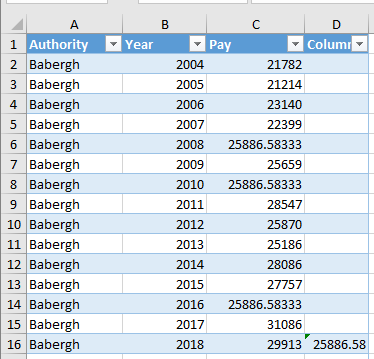 A B C D
1 Authority Year Pay Column
2 Babergh 2004 21782
3 Babergh 2005 21214
4 Babergh 2006 23140
5 Babergh 2007 22399
6 Babergh 2008 25886.58333
7 Babergh 2009 25659
8 Babergh 2010 25886.58333
9 Babergh 2011 28547
10 Babergh 2012 25870
11 Babergh 2013 25186
12 Babergh 2014 28086
13 Babergh 2015 27757
14 Babergh 2016 25886.58333
15 Babergh 2017 31086
16 Babergh 2018 29913 25886.58